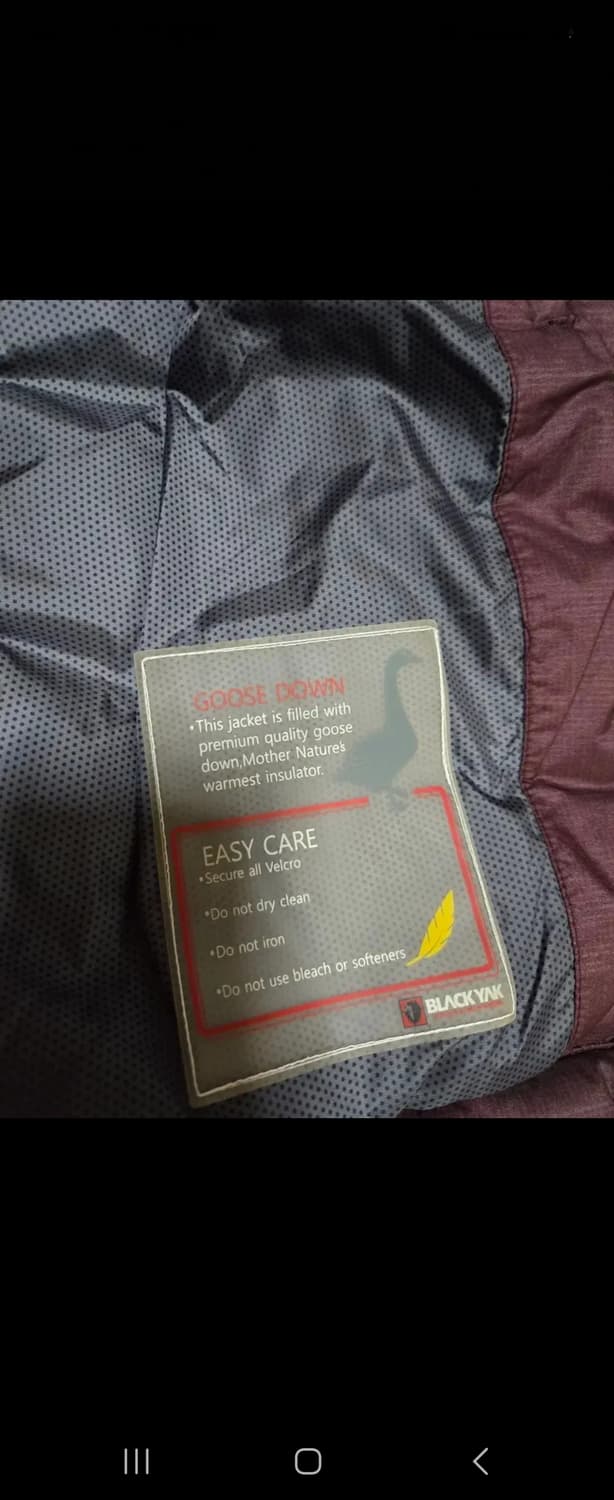 GOOSE DOWN
•This jacket is filled with
premium quality goose
down,Mother Nature's
warmest insulator.
EASY CARE
•Secure all Velcro
•Do not dry clean
•Do not iron
•Do not use bleach or softeners
BLACKYAK